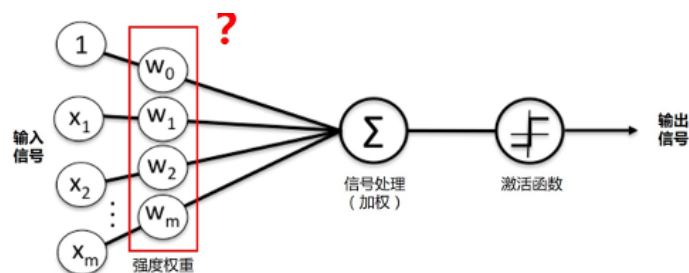 ?
1
w₀
x₁
w₁
输入
信号
x₂
w₂
⋮
wₘ
xₘ
强度权重
Σ
信号处理
（加权）
激活函数
输出
信号